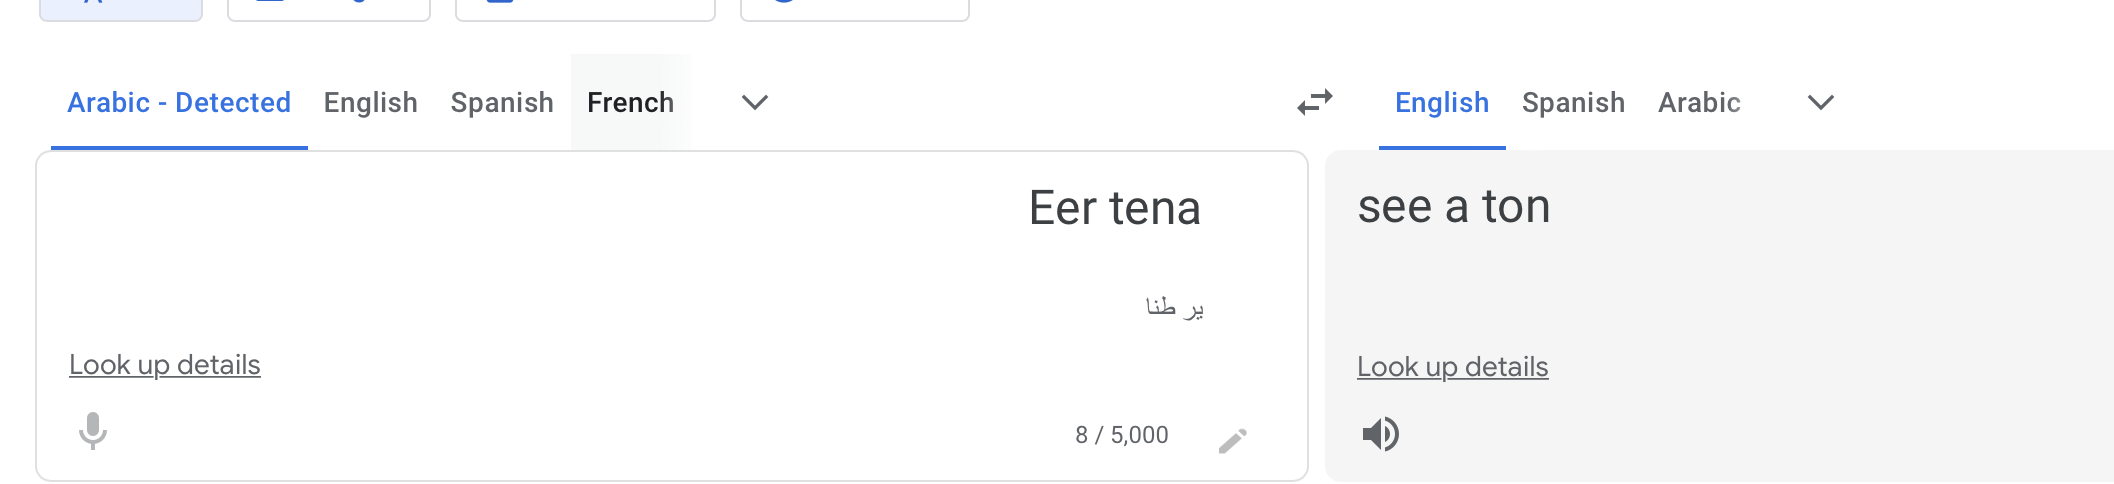 Arabic - Detected English Spanish French
English Spanish Arabic
Eer tena
see a ton
ير طنا
Look up details
Look up details
8 / 5,000